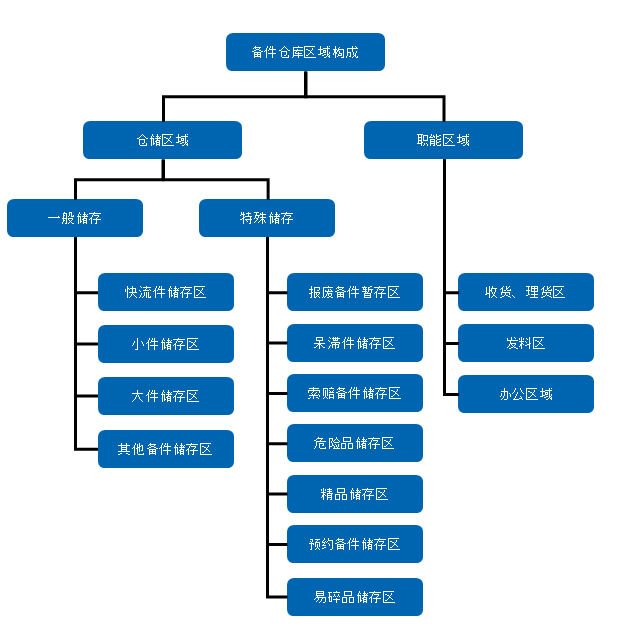 备件仓库区域构成
仓储区域
职能区域
一般储存
特殊储存
快流件储存区
小件储存区
大件储存区
其他备件储存区
报废备件暂存区
呆滞件储存区
索赔备件储存区
危险品储存区
精品储存区
预约备件储存区
易碎品储存区
收货、理货区
发料区
办公区域